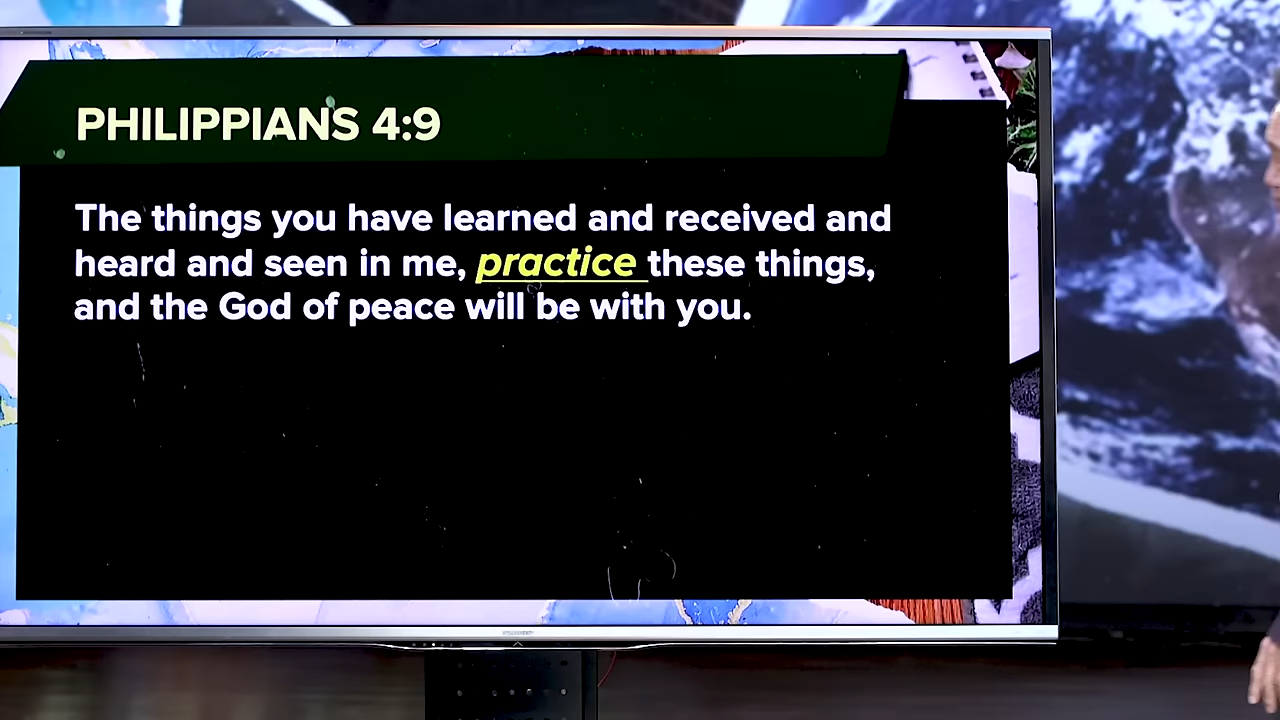 PHILIPPIANS 4:9
The things you have learned and received and
heard and seen in me, practice these things,
and the God of peace will be with you.